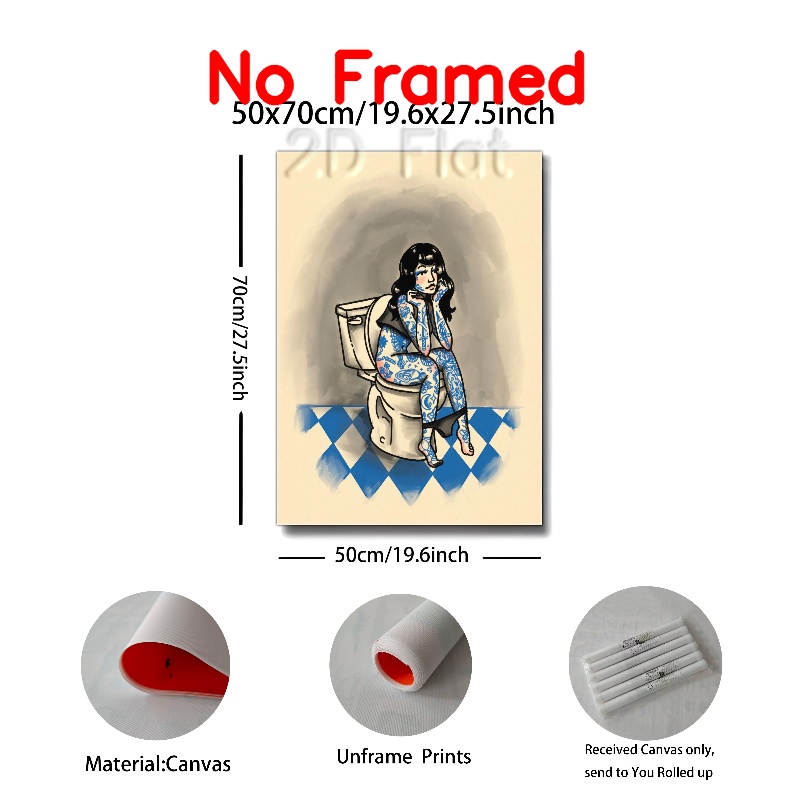 No Framed
50x70cm/19.6x27.5inch
2D Flat
70cm/27.5inch
50cm/19.6inch
Material:Canvas
Unframe Prints
Received Canvas only,
send to You Rolled up